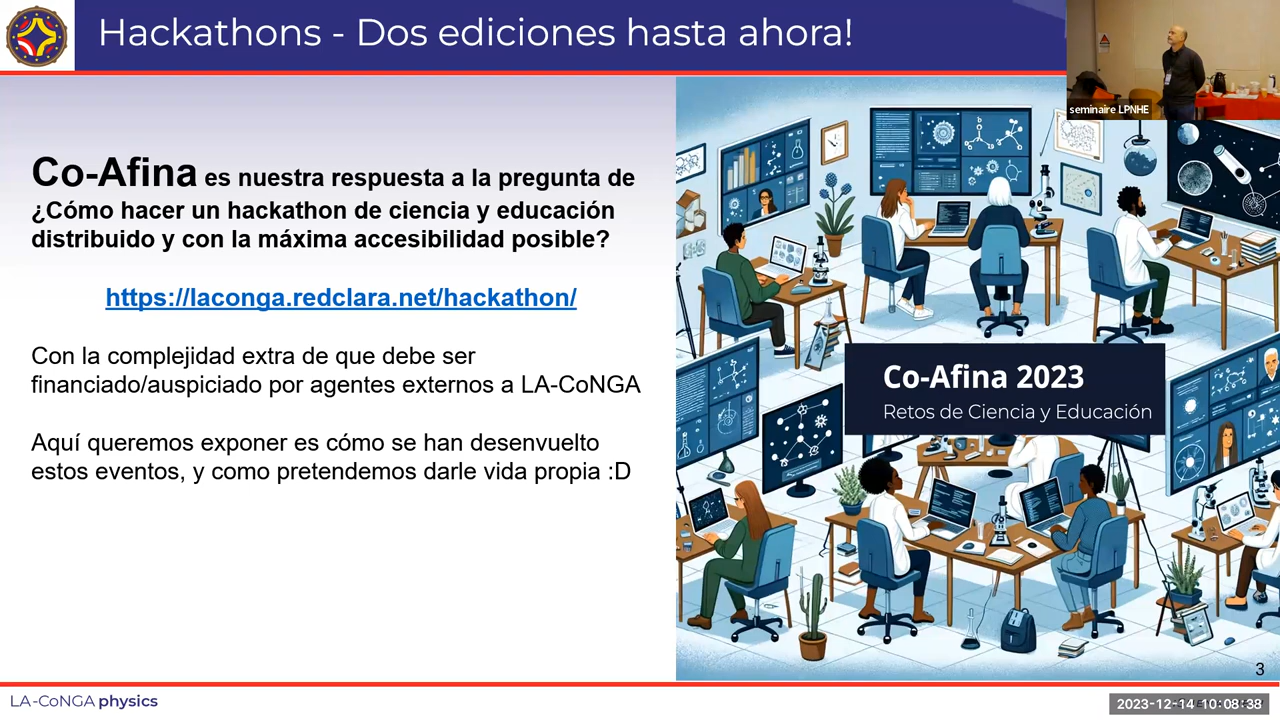 Hackathons - Dos ediciones hasta ahora!
seminaire LPNHE
Co-Afina es nuestra respuesta a la pregunta de
¿Cómo hacer un hackathon de ciencia y educación
distribuido y con la máxima accesibilidad posible?
https://laconga.redclara.net/hackathon/
Con la complejidad extra de que debe ser
financiado/auspiciado por agentes externos a LA-CoNGA
Aquí queremos exponer es cómo se han desenvuelto
estos eventos, y como pretendemos darle vida propia :D
Co-Afina 2023
Retos de Ciencia y Educación
3
LA-CoNGA physics
2023-12-14 10:08:38